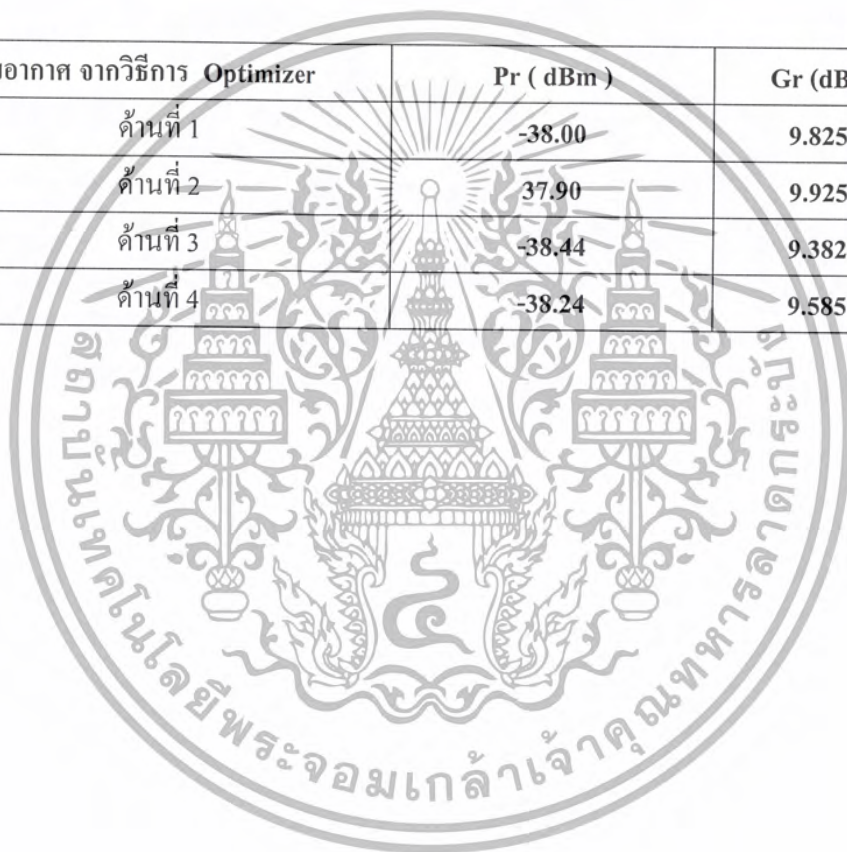 อากาศ จากวิธีการ Optimizer Pr ( dBm ) Gr (dB
ด้านที่ 1 -38.00 9.825
ด้านที่ 2 37.90 9.925
ด้านที่ 3 -38.44 9.382
ด้านที่ 4 -38.24 9.585
สถาบันเทคโนโลยีพระจอมเกล้าเจ้าคุณทหารลาดกระบัง